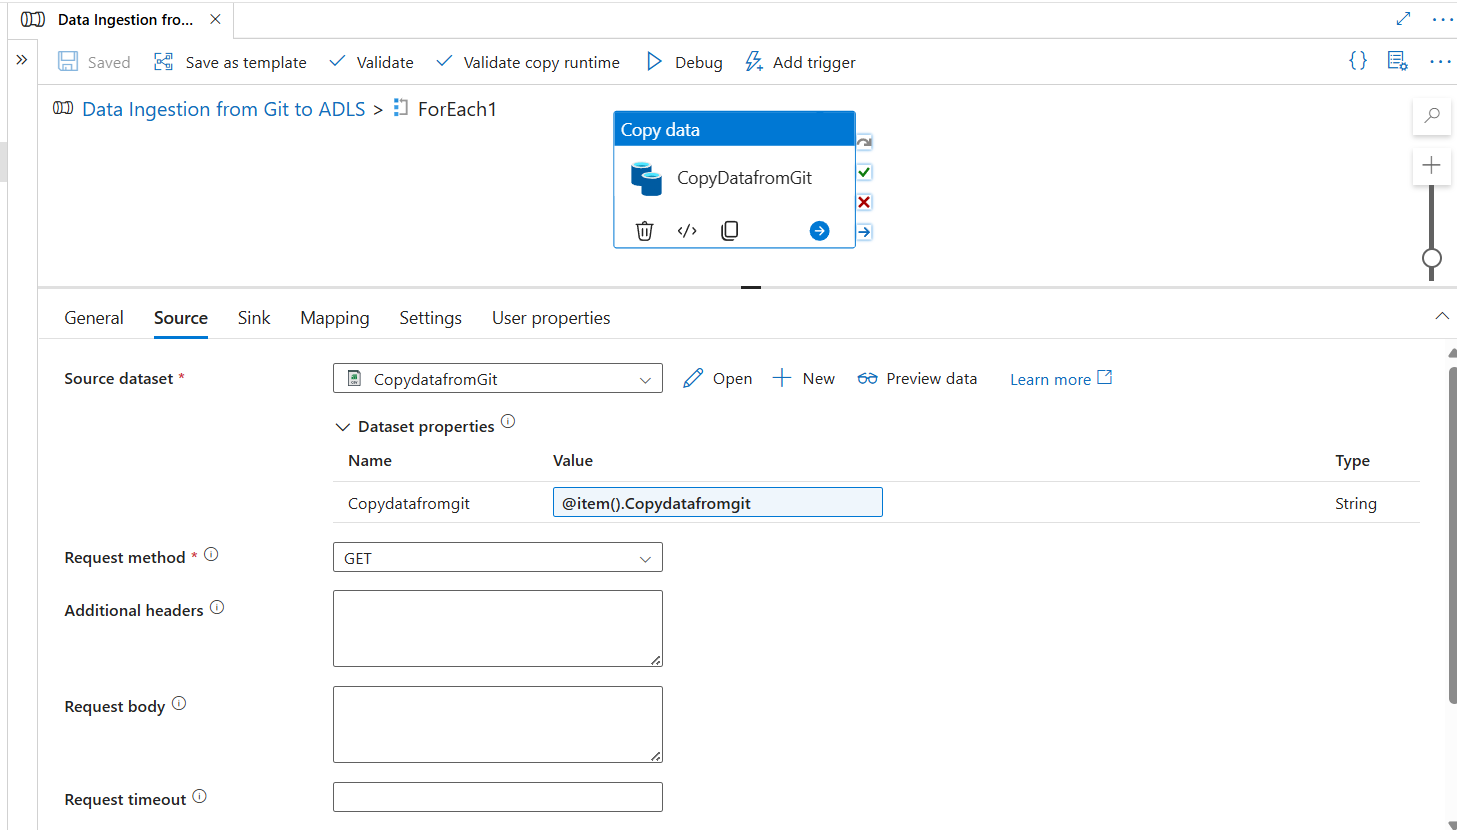 Data Ingestion fro...
Saved Save as template Validate Validate copy runtime Debug Add trigger
Data Ingestion from Git to ADLS > ForEach1
Copy data
CopyDatafromGit
General Source Sink Mapping Settings User properties
Source dataset * CopydatafromGit Open New Preview data Learn more
Dataset properties
Name Value Type
Copydatafromgit @item().Copydatafromgit String
Request method * GET
Additional headers
Request body
Request timeout